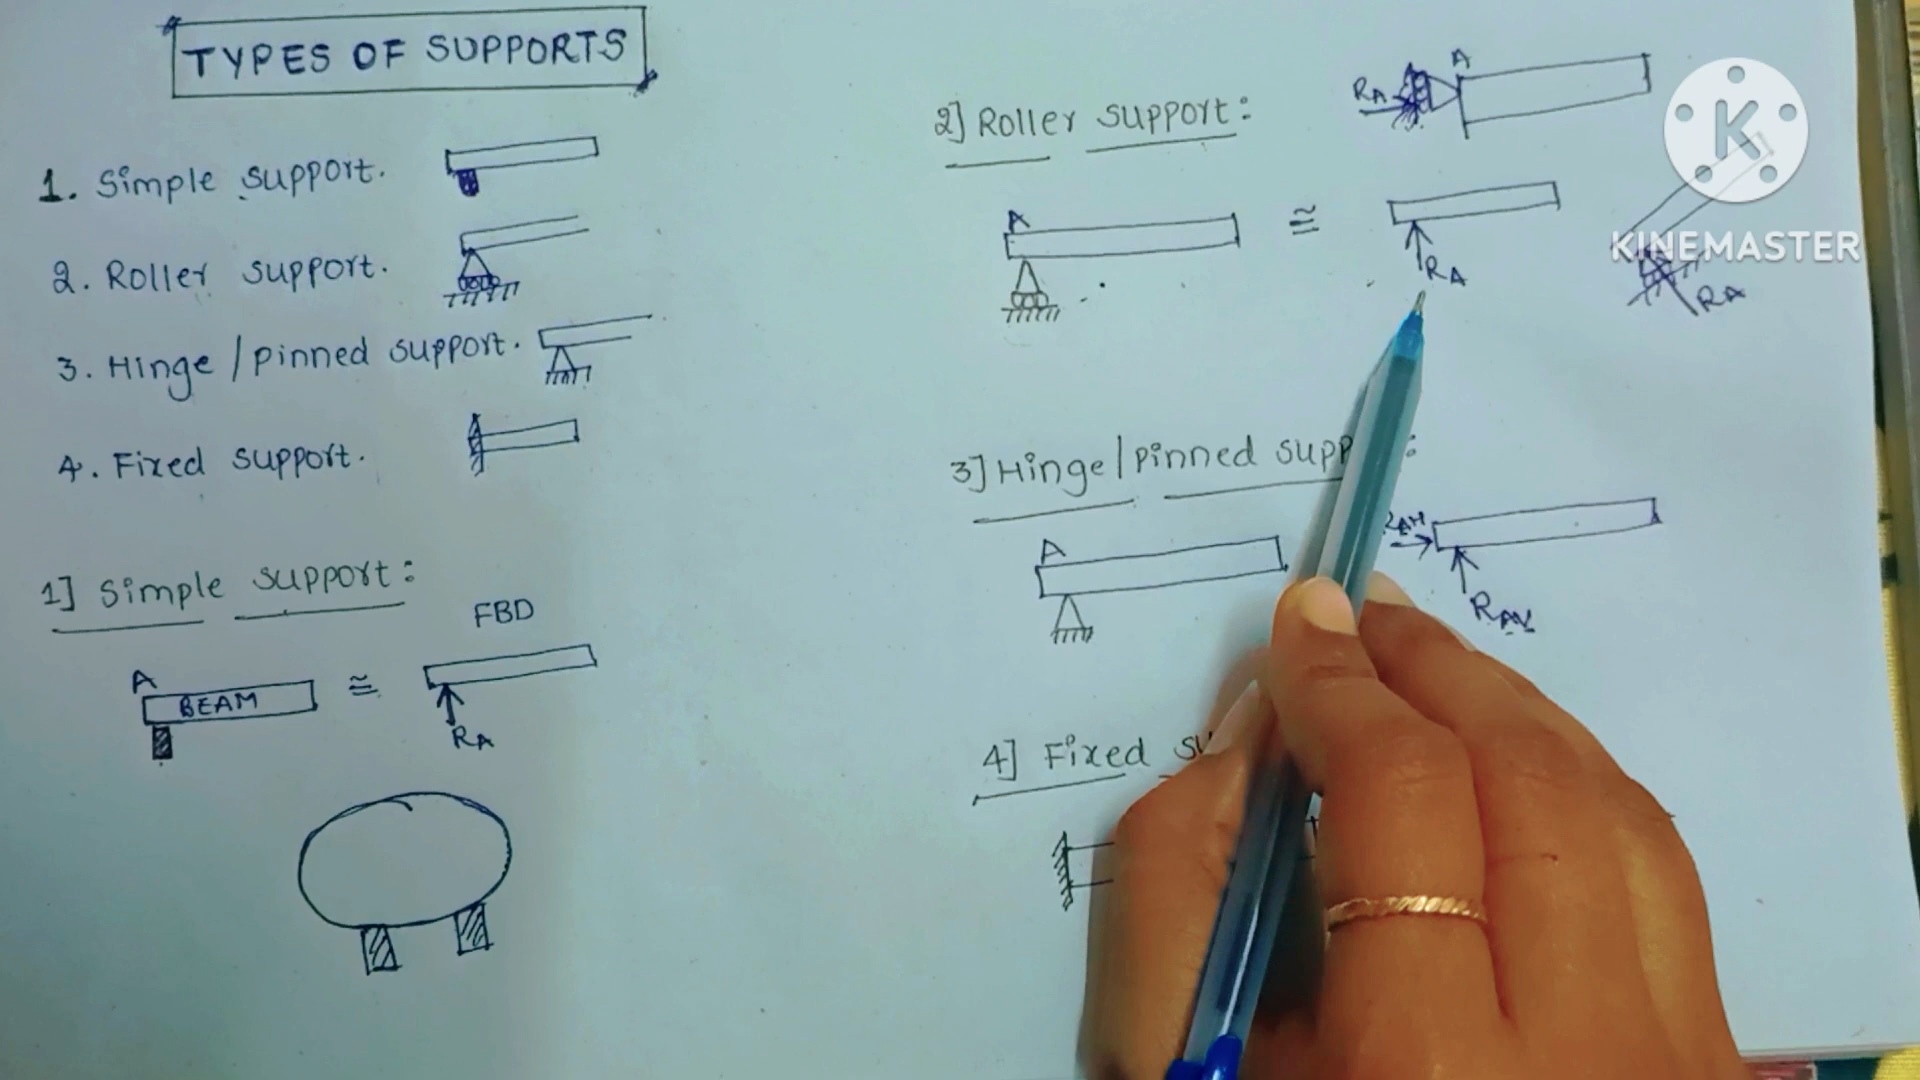 TYPES OF SUPPORTS
1. Simple support.
2. Roller support.
3. Hinge / pinned support.
4. Fixed support.
1] Simple support:
FBD
A
BEAM
≅
RA
2] Roller support:
RA
A
A
≅
RA
RA
3] Hinge / pinned
A
RAV
4] Fixed
K
KINEMASTER